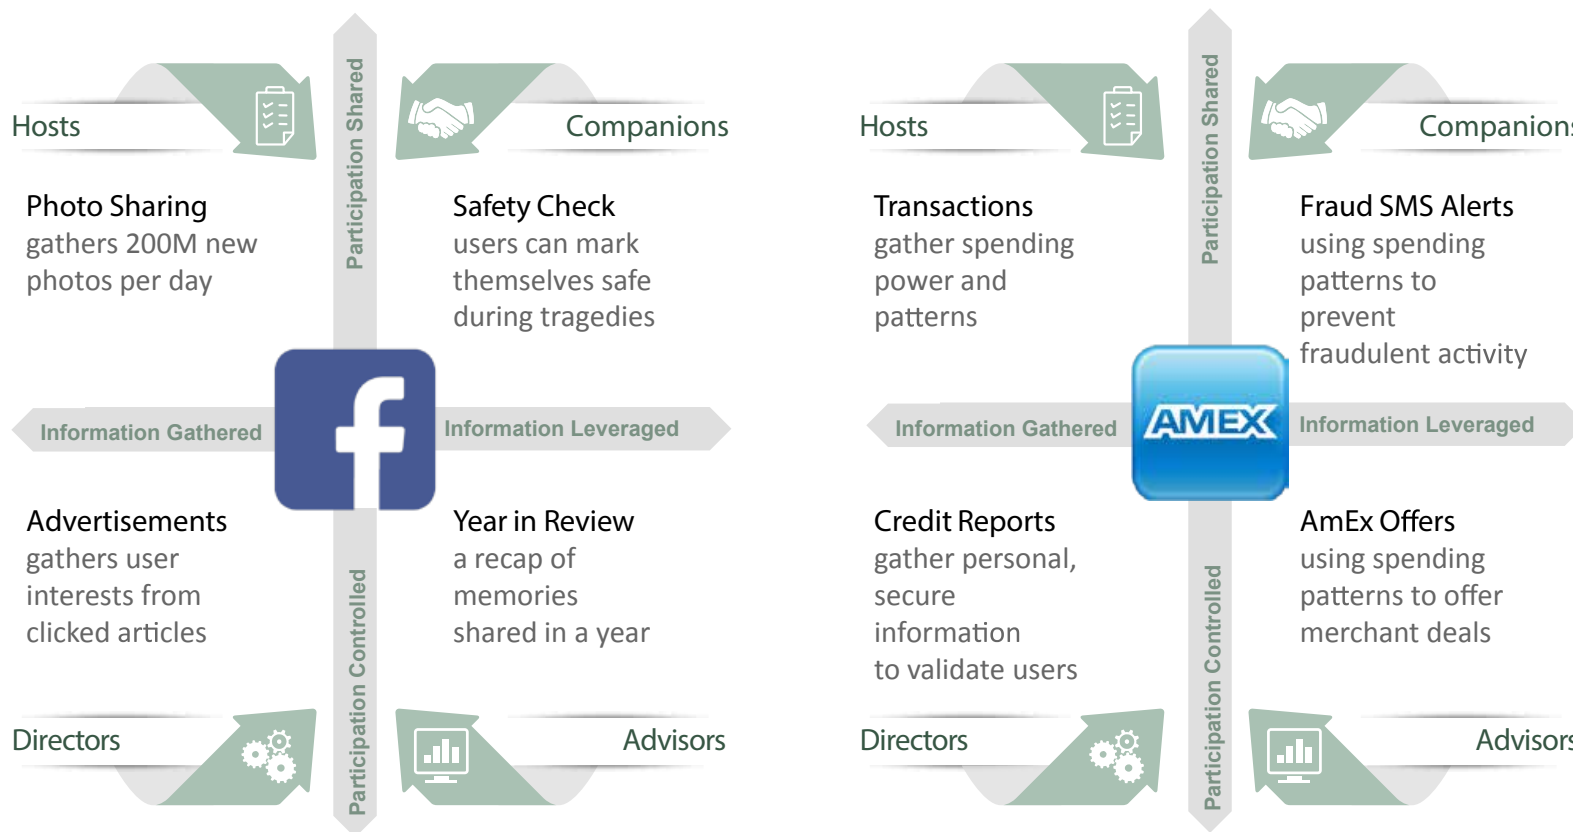 Participation Shared
Hosts
Companions
Photo Sharing
gathers 200M new
photos per day
Safety Check
users can mark
themselves safe
during tragedies
Information Gathered
f
Information Leveraged
Advertisements
gathers user
interests from
clicked articles
Year in Review
a recap of
memories
shared in a year
Participation Controlled
Directors
Advisors
Participation Shared
Hosts
Companions
Transactions
gather spending
power and
patterns
Fraud SMS Alerts
using spending
patterns to
prevent
fraudulent activity
Information Gathered
AMEX
Information Leveraged
Credit Reports
gather personal,
secure
information
to validate users
AmEx Offers
using spending
patterns to offer
merchant deals
Participation Controlled
Directors
Advisors